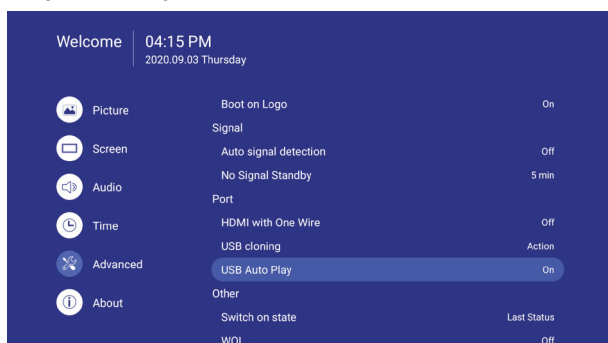 Welcome
04:15 PM
2020.09.03 Thursday
Picture
Screen
Audio
Time
Advanced
About
Boot on Logo On
Signal
Auto signal detection Off
No Signal Standby 5 min
Port
HDMI with One Wire Off
USB cloning Action
USB Auto Play On
Other
Switch on state Last Status
WOL Off